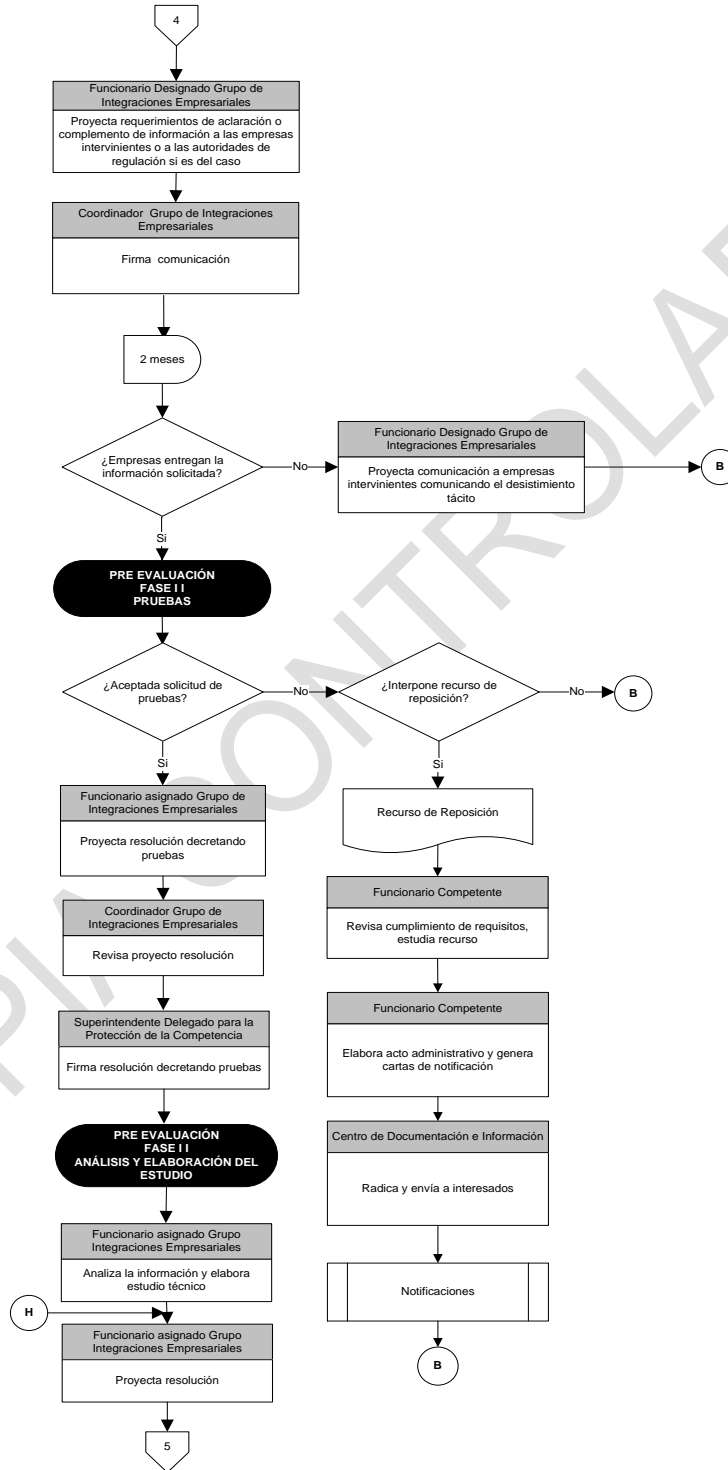 4
Funcionario Designado Grupo de
Integraciones Empresariales
Proyecta requerimientos de aclaración o
complemento de información a las empresas
intervinientes o a las autoridades de
regulación si es del caso
Coordinador Grupo de Integraciones
Empresariales
Firma comunicación
2 meses
¿Empresas entregan la
información solicitada?
No
Funcionario Designado Grupo de
Integraciones Empresariales
Proyecta comunicación a empresas
intervinientes comunicando el desistimiento
tácito
B
Si
PRE EVALUACIÓN
FASE I I
PRUEBAS
¿Aceptada solicitud de
pruebas?
No
¿Interpone recurso de
reposición?
No
B
Si
Funcionario asignado Grupo de
Integraciones Empresariales
Proyecta resolución decretando
pruebas
Coordinador Grupo de
Integraciones Empresariales
Revisa proyecto resolución
Superintendente Delegado para la
Protección de la Competencia
Firma resolución decretando pruebas
PRE EVALUACIÓN
FASE I I
ANÁLISIS Y ELABORACIÓN DEL
ESTUDIO
Funcionario asignado Grupo
Integraciones Empresariales
Analiza la información y elabora
estudio técnico
H
Funcionario asignado Grupo
Integraciones Empresariales
Proyecta resolución
5
Si
Recurso de Reposición
Funcionario Competente
Revisa cumplimiento de requisitos,
estudia recurso
Funcionario Competente
Elabora acto administrativo y genera
cartas de notificación
Centro de Documentación e Información
Radica y envía a interesados
Notificaciones
B